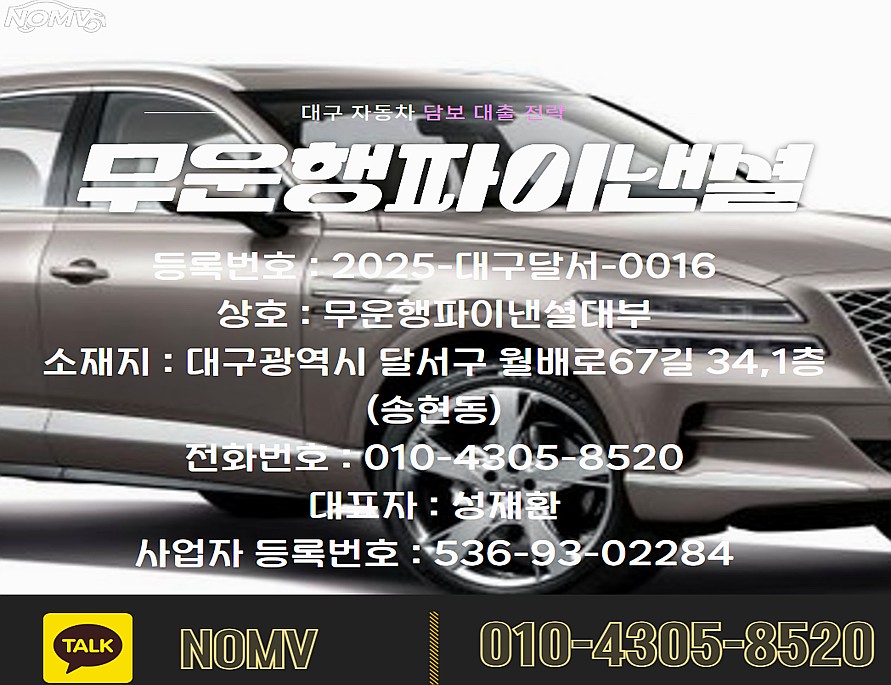 NOMV
대구 자동차 담보 대출 전략
무운행파이낸셜
등록번호 : 2025-대구달서-0016
상호 : 무운행파이낸셜대부
소재지 : 대구광역시 달서구 월배로67길 34,1층
(송현동)
전화번호 : 010-4305-8520
대표자 : 성재환
사업자 등록번호 : 536-93-02284
TALK NOMV 010-4305-8520